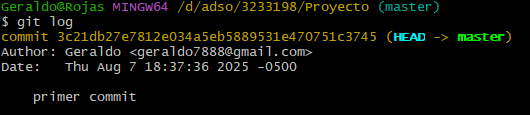 Geraldo@Rojas MINGW64 /d/adso/3233198/Proyecto (master)
$ git log
commit 3c21db27e7812e034a5eb5889531e470751c3745 (HEAD -> master)
Author: Geraldo <geraldo7888@gmail.com>
Date:   Thu Aug 7 18:37:36 2025 -0500
    primer commit